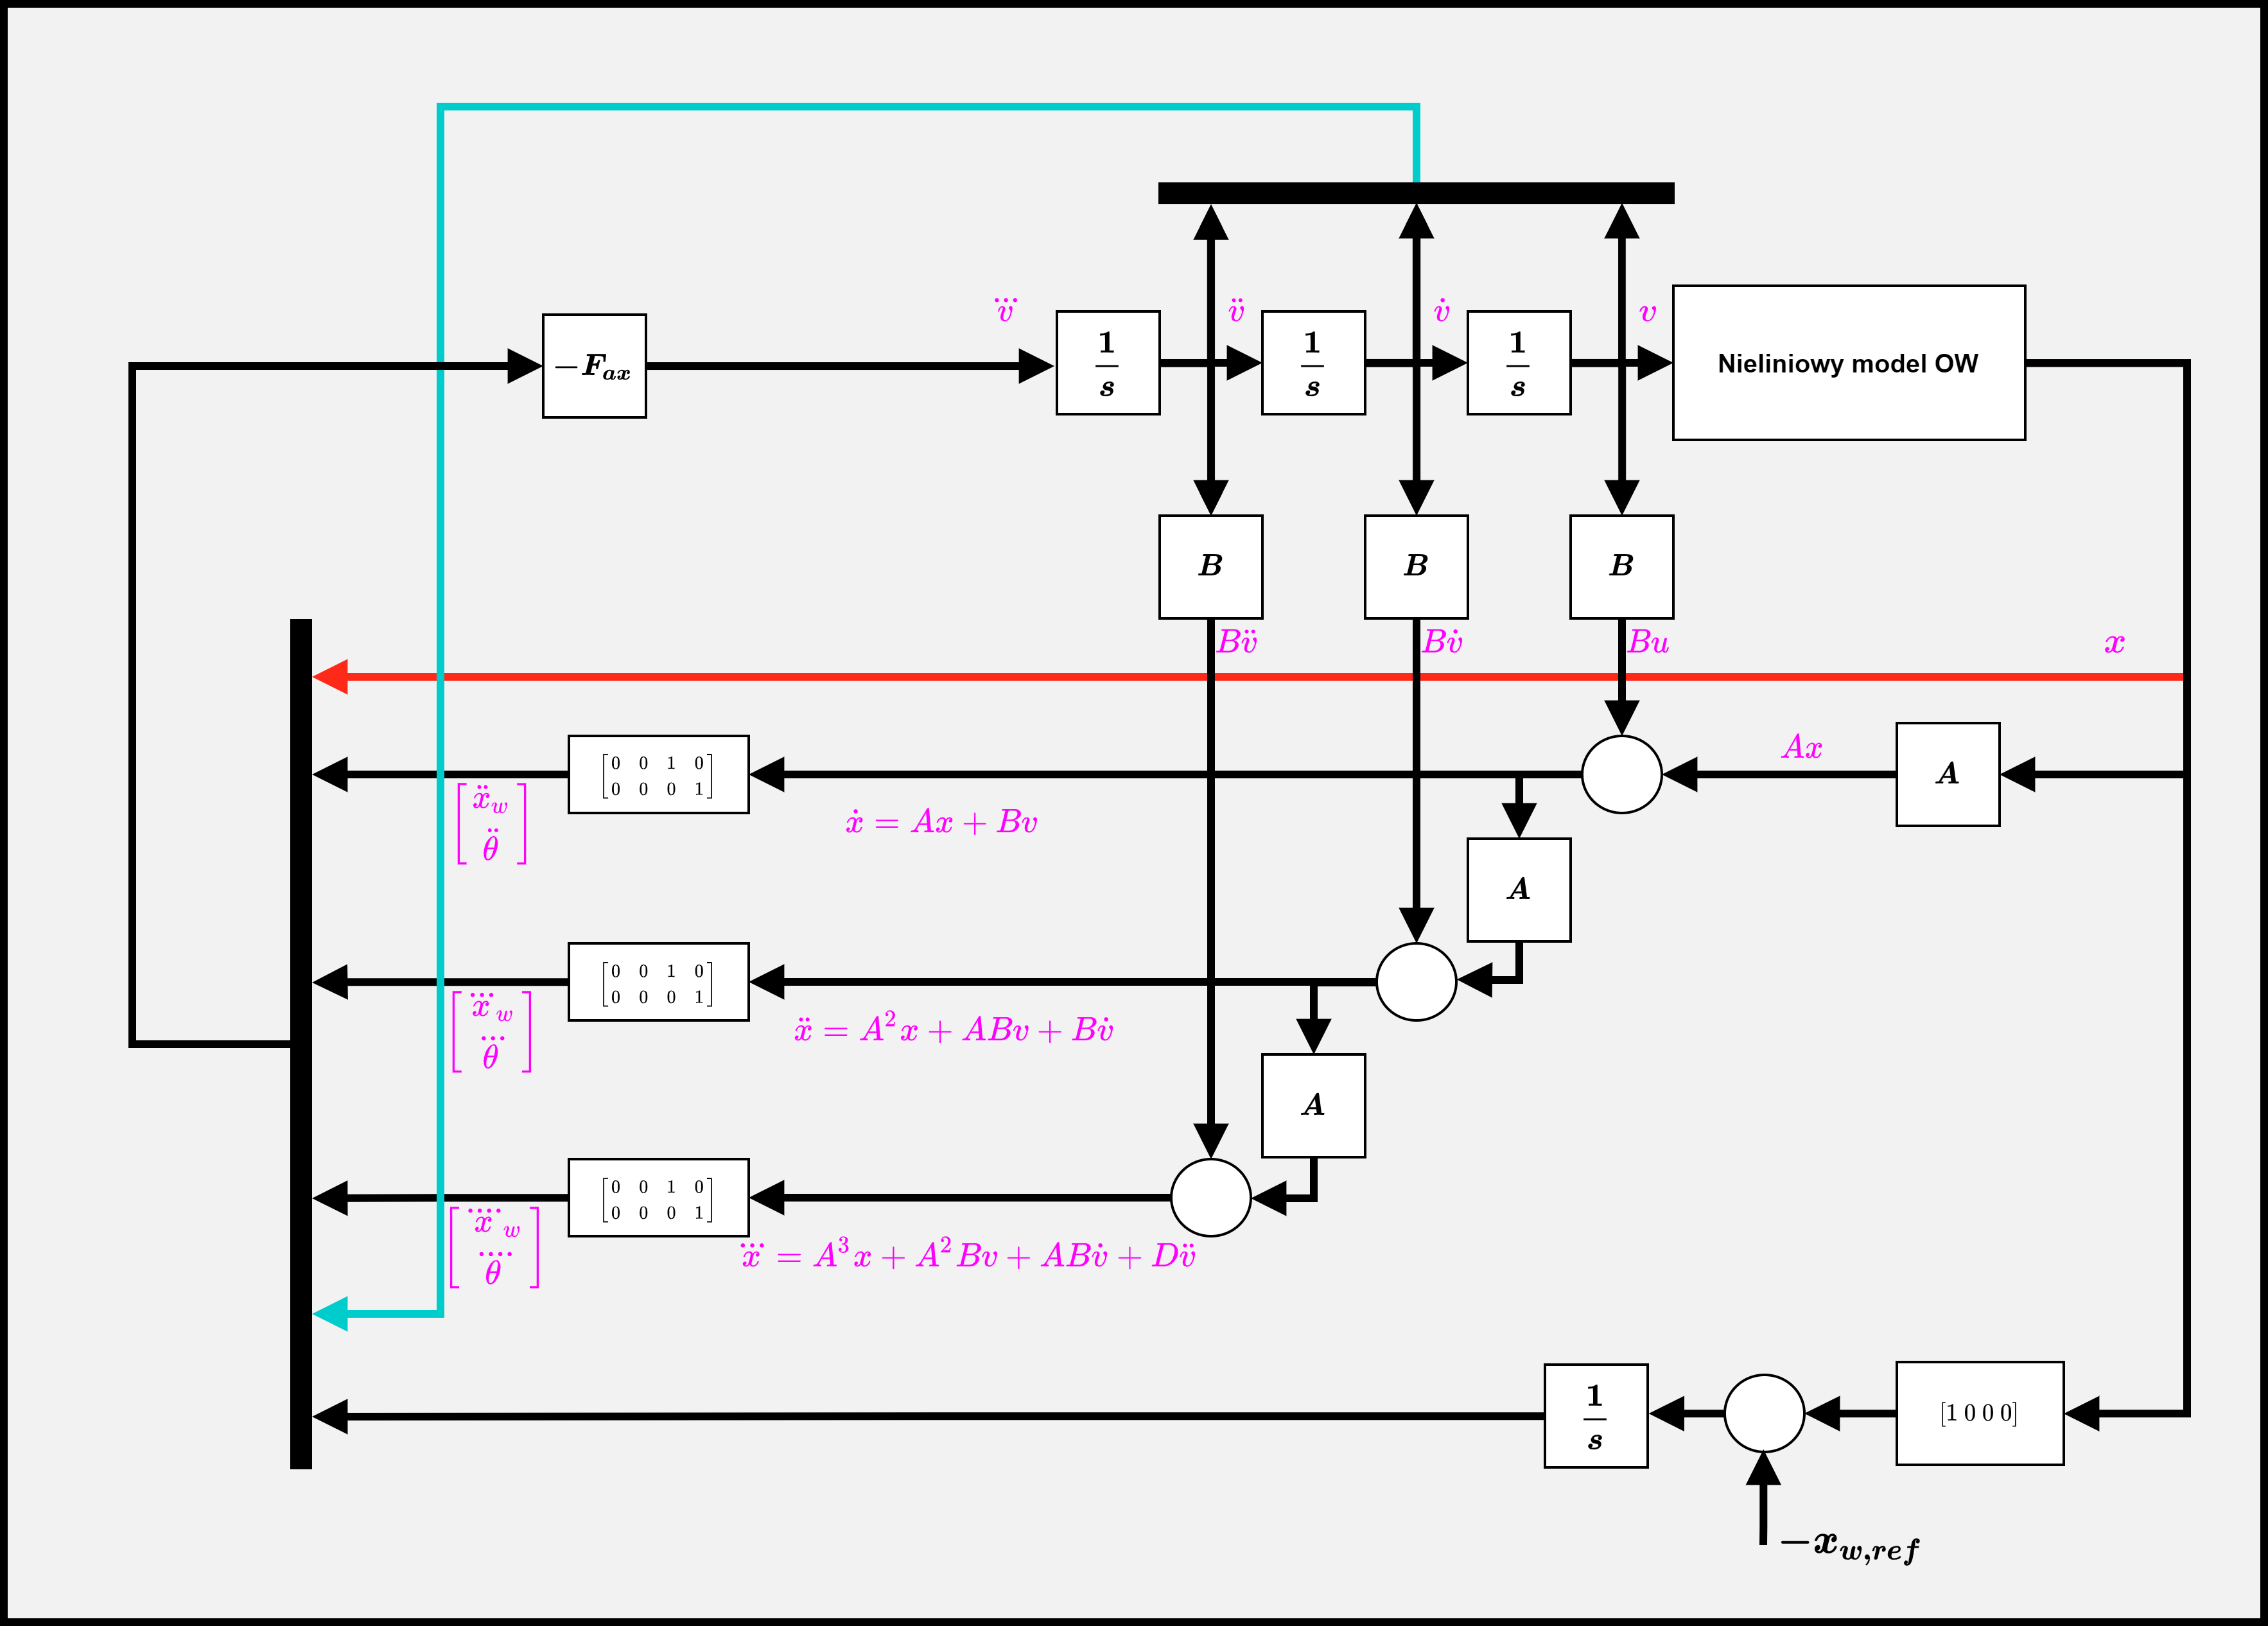 $\dddot{v}$ $\ddot{v}$ $\dot{v}$ $v$
$-F_{ax}$ $\frac{1}{s}$ $\frac{1}{s}$ $\frac{1}{s}$ Nieliniowy model OW
$B$ $B$ $B$
$B\ddot{v}$ $B\dot{v}$ $Bu$ $x$
$\begin{bmatrix} 0 & 0 & 1 & 0 \\ 0 & 0 & 0 & 1 \end{bmatrix}$ $Ax$ $A$
$\begin{bmatrix} \ddot{x}_w \\ \ddot{\theta} \end{bmatrix}$ $\dot{x} = Ax + Bv$
$A$
$\begin{bmatrix} 0 & 0 & 1 & 0 \\ 0 & 0 & 0 & 1 \end{bmatrix}$
$\begin{bmatrix} \dddot{x}_w \\ \dddot{\theta} \end{bmatrix}$ $\ddot{x} = A^2x + ABv + B\dot{v}$
$A$
$\begin{bmatrix} 0 & 0 & 1 & 0 \\ 0 & 0 & 0 & 1 \end{bmatrix}$
$\begin{bmatrix} \ddddot{x}_w \\ \ddddot{\theta} \end{bmatrix}$ $\dddot{x} = A^3x + A^2Bv + AB\dot{v} + D\ddot{v}$
$\frac{1}{s}$ $[1\ 0\ 0\ 0]$
$-x_{w,ref}$